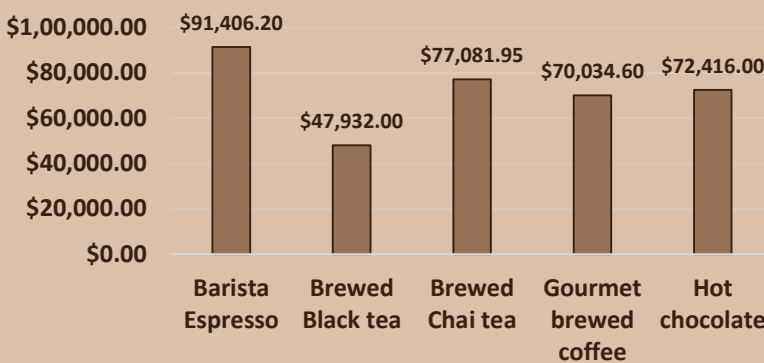 $1,00,000.00
$80,000.00
$60,000.00
$40,000.00
$20,000.00
$0.00
$91,406.20
$47,932.00
$77,081.95
$70,034.60
$72,416.00
Barista
Espresso
Brewed
Black tea
Brewed
Chai tea
Gourmet
brewed
coffee
Hot
chocolate